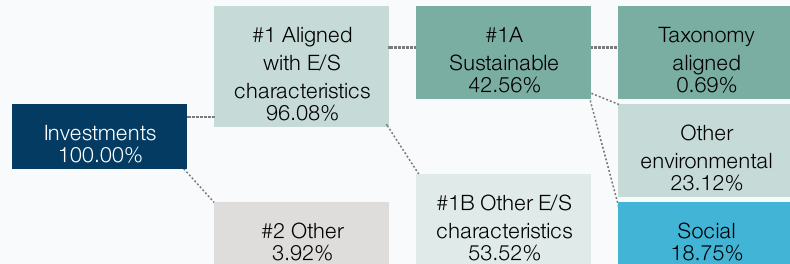 Investments
100.00%
#1 Aligned
with E/S
characteristics
96.08%
#2 Other
3.92%
#1A
Sustainable
42.56%
#1B Other E/S
characteristics
53.52%
Taxonomy
aligned
0.69%
Other
environmental
23.12%
Social
18.75%